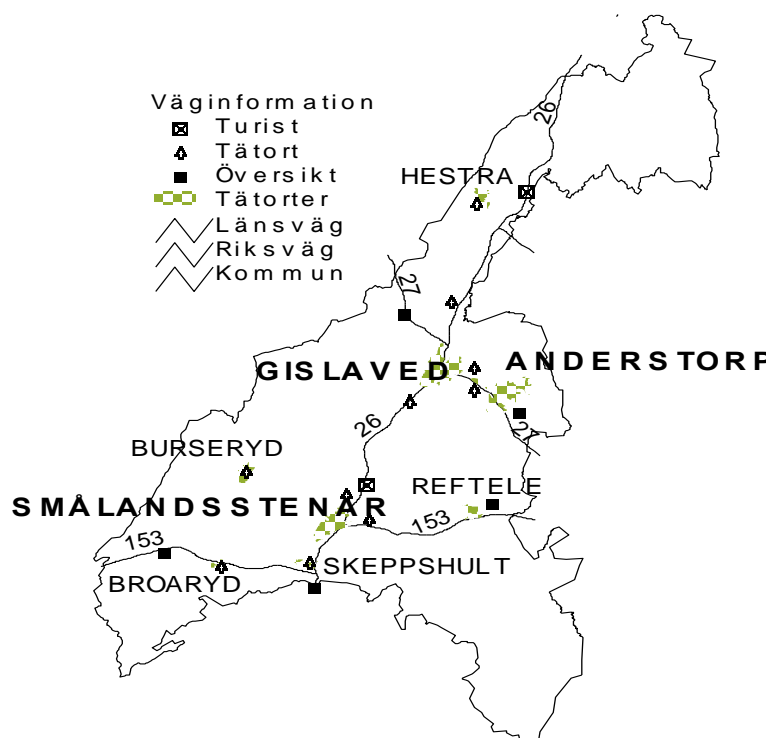 Väginformation
Turist
Tätort
Översikt
Tätorter
Länsväg
Riksväg
Kommun
26
HESTRA
27
GISLAVED
ANDERSTORP
26
27
BURSERYD
SMÅLANDSSTENAR
REFTELE
153
153
BROARYD
SKEPPSHULT